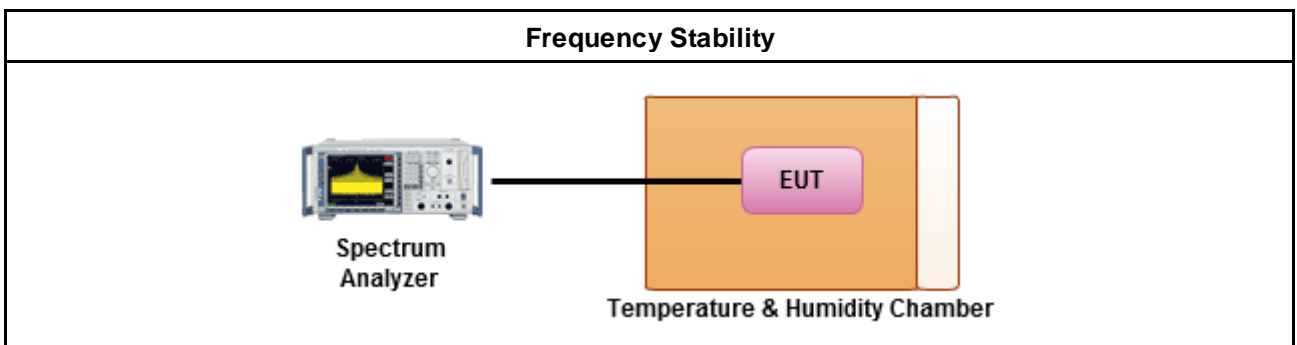 Frequency Stability
EUT
Spectrum
Analyzer
Temperature & Humidity Chamber